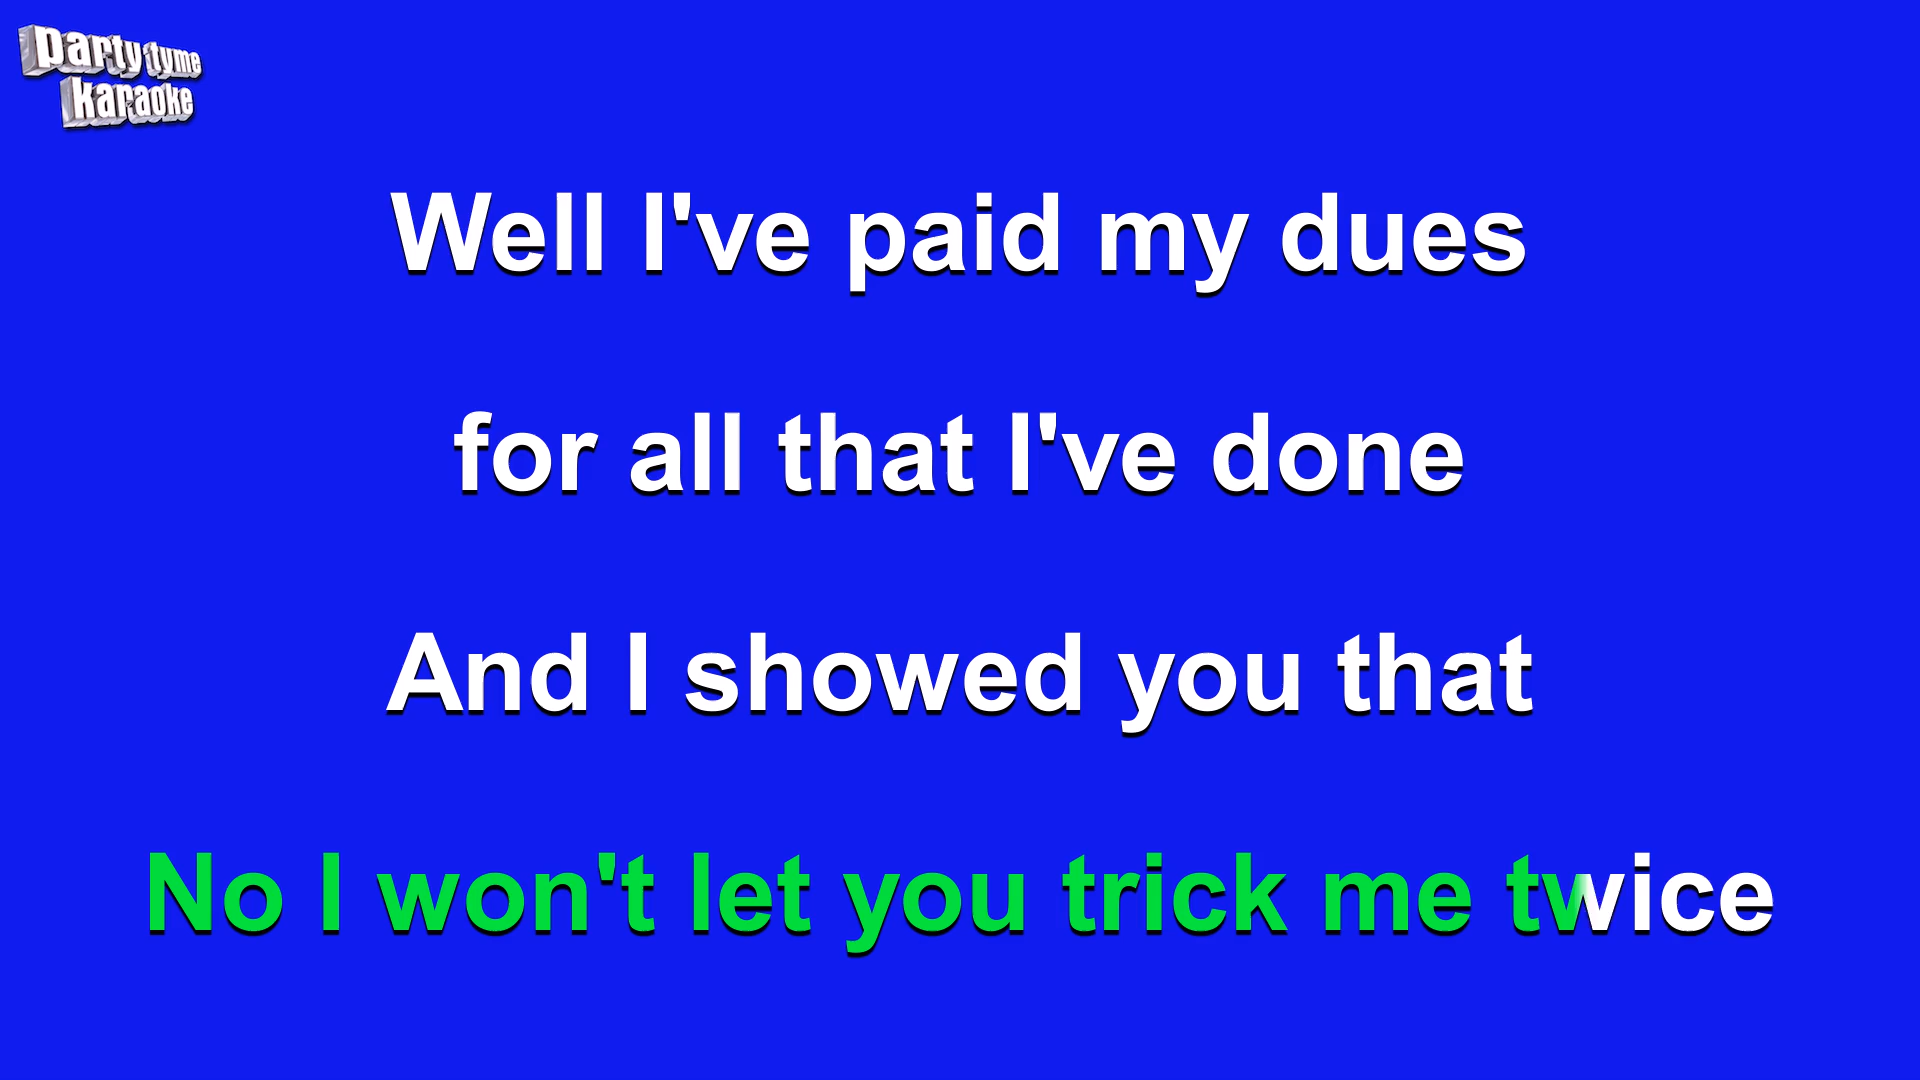 party tyme
karaoke
Well I've paid my dues
for all that I've done
And I showed you that
No I won't let you trick me twice